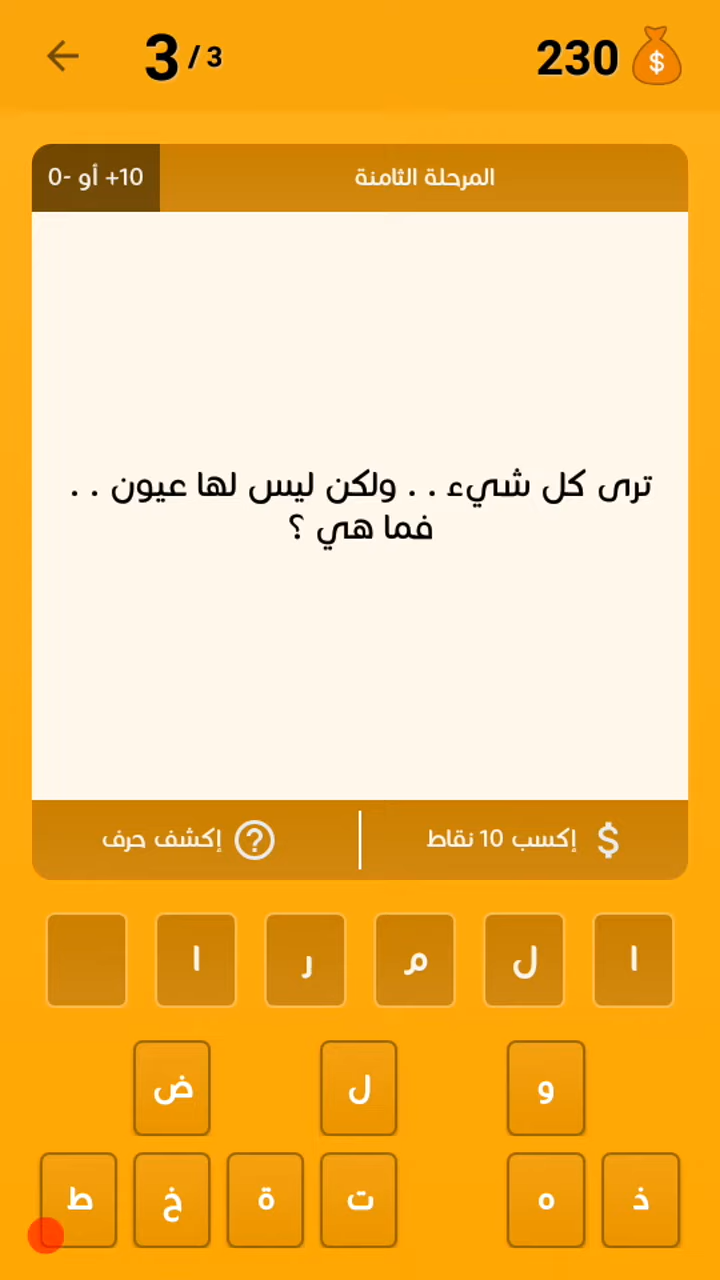 3 / 3
230
$
المرحلة الثامنة
10+ أو -0
ترى كل شيء . . ولكن ليس لها عيون . .
فما هي ؟
$ إكسب 10 نقاط
? إكشف حرف
ا ل م ر ا
و ل ض
ذ ه ت ة خ ط